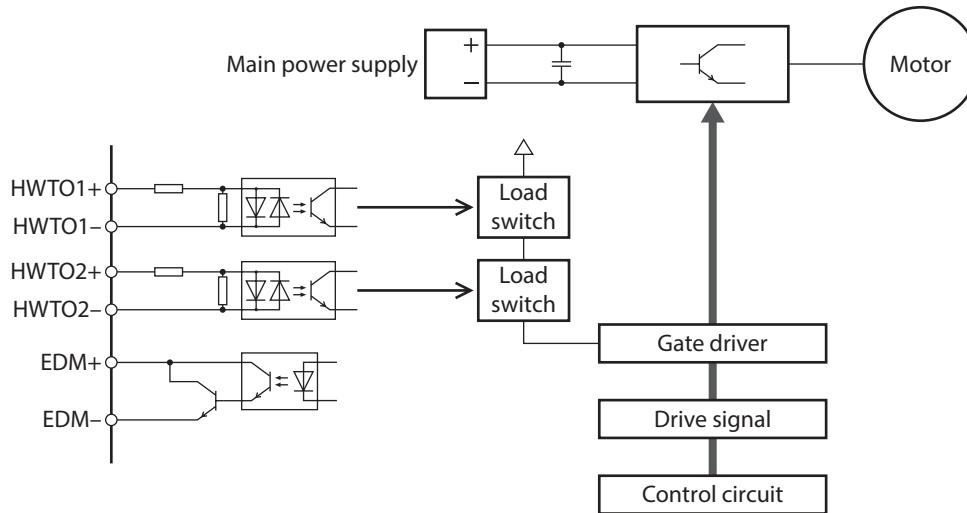 Main power supply
+
−
Motor
HWTO1+
HWTO1−
HWTO2+
HWTO2−
EDM+
EDM−
Load
switch
Load
switch
Gate driver
Drive signal
Control circuit